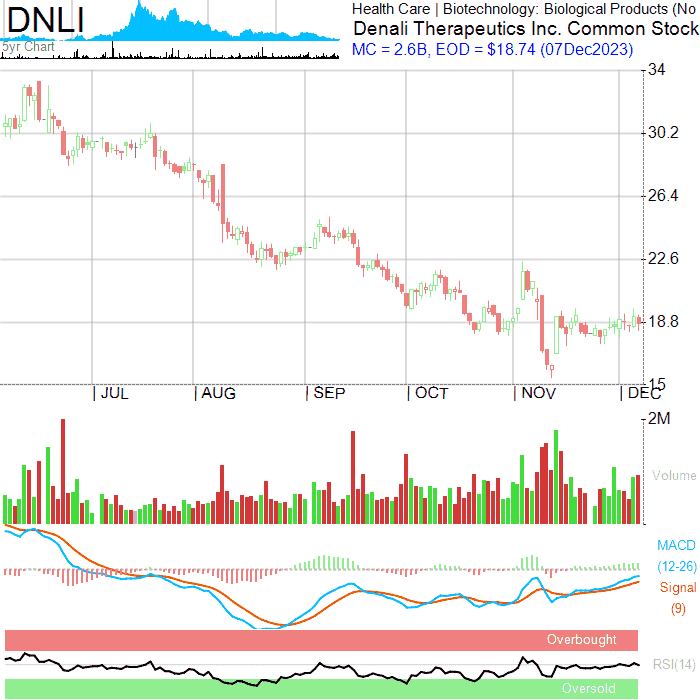 DNLI
Health Care | Biotechnology: Biological Products (No
Denali Therapeutics Inc. Common Stock
MC = 2.6B, EOD = $18.74 (07Dec2023)
5yr Chart
34
30.2
26.4
22.6
18.8
15
| JUL | AUG | SEP | OCT | NOV | DEC
2M
Volume
MACD
(12-26)
Signal
(9)
Overbought
RSI(14)
Oversold